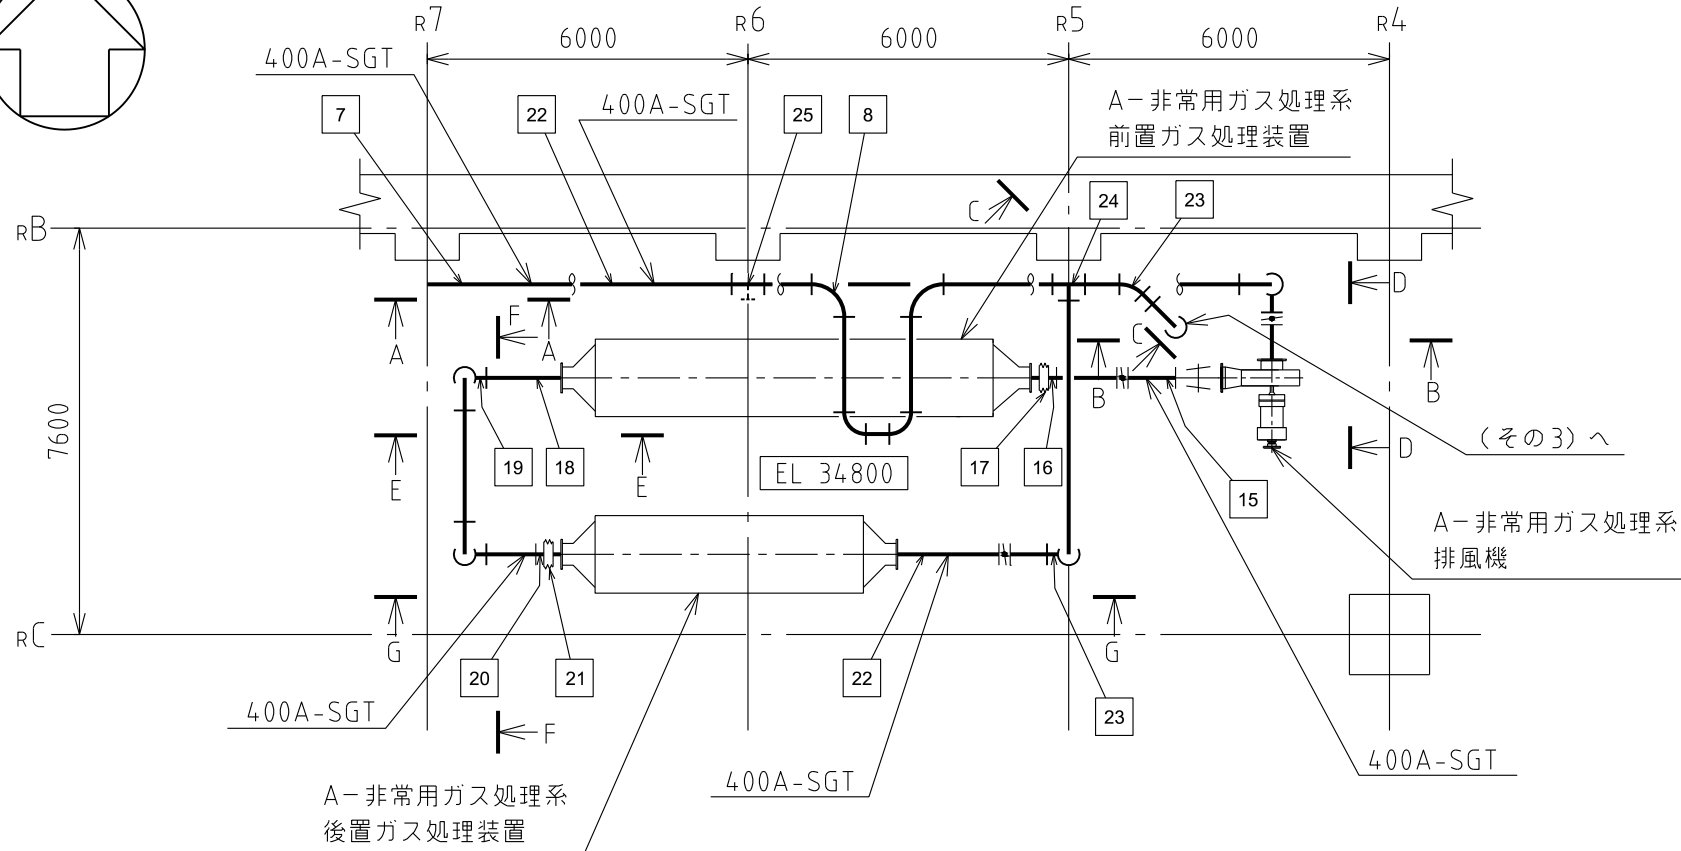 R7
R6
R5
R4
6000
6000
6000
400A-SGT
400A-SGT
A－非常用ガス処理系
前置ガス処理装置
7
22
25
8
C
24
23
RB
D
A
F
A
C
B
B
7600
(その3)へ
D
19
18
E
E
EL 34800
17
16
15
A－非常用ガス処理系
排風機
RC
G
G
20
21
22
23
400A-SGT
F
400A-SGT
400A-SGT
A－非常用ガス処理系
後置ガス処理装置